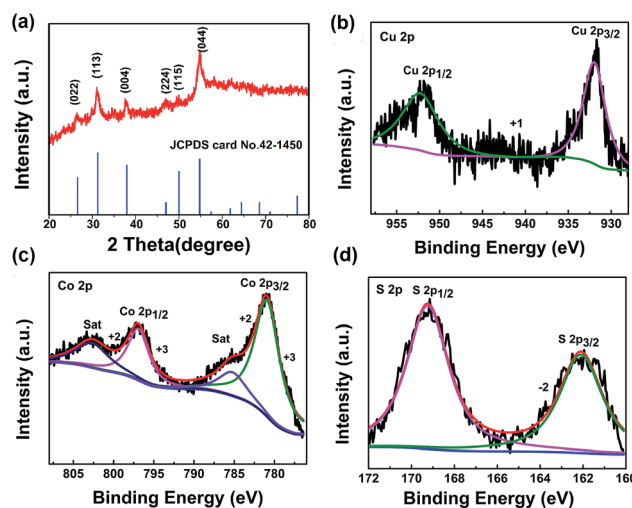 (a)
(022)
(113)
(004)
(224)
(115)
(044)
JCPDS card No.42-1450
Intensity (a.u.)
20 30 40 50 60 70 80
2 Theta(degree)
(b)
Cu 2p
Cu 2p1/2
+1
Cu 2p3/2
Intensity (a.u.)
955 950 945 940 935 930
Binding Energy (eV)
(c)
Co 2p
Sat
+2
Co 2p1/2
+3
Sat
+2
Co 2p3/2
+3
Intensity (a.u.)
805 800 795 790 785 780
Binding Energy (eV)
(d)
S 2p
S 2p1/2
-2
S 2p3/2
Intensity (a.u.)
172 170 168 166 164 162 160
Binding Energy (eV)